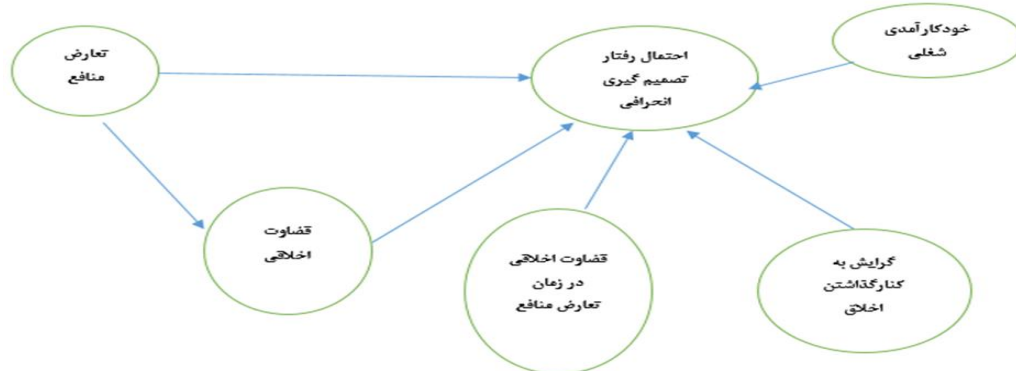 خودکارآمدی
شغلی
احتمال رفتار
تصمیم گیری
انحرافی
تعارض
منافع
قضاوت
اخلاقی
قضاوت اخلاقی
در زمان
تعارض منافع
گرایش به
کنارگذاشتن
اخلاق